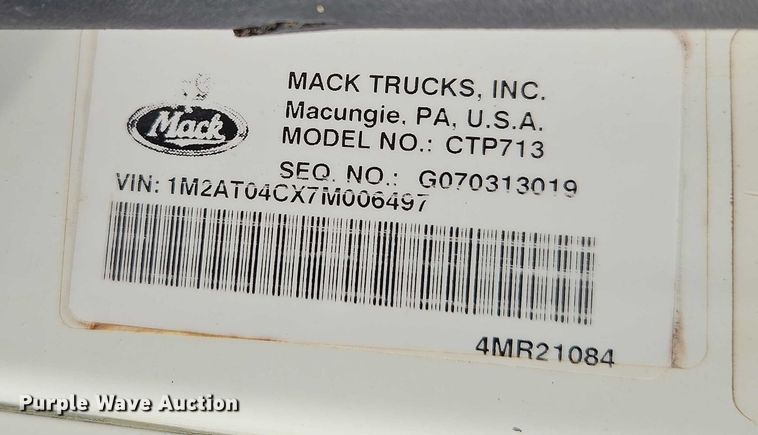 MACK TRUCKS, INC.
Mack
Macungie, PA, U.S.A.
MODEL NO.: CTP713
SEQ. NO.: G070313019
VIN: 1M2AT04CX7M006497
4MR21084
Purple Wave Auction